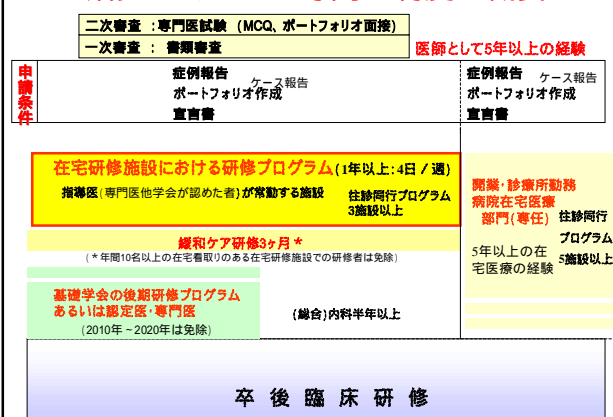 二次審査：専門医試験（MCQ、ポートフォリオ面接）
一次審査 ： 書類審査
医師として5年以上の経験
申請条件
症例報告 ケース報告
ポートフォリオ作成
宣言書
症例報告 ケース報告
ポートフォリオ作成
宣言書
在宅研修施設における研修プログラム(1年以上:4日／週)
指導医(専門医他学会が認めた者)が常勤する施設
往診同行プログラム
3施設以上
緩和ケア研修3ヶ月＊
(＊年間10名以上の在宅看取りのある在宅研修施設での研修者は免除)
基礎学会の後期研修プログラム
あるいは認定医・専門医
(2010年～2020年は免除)
(総合)内科半年以上
開業・診療所勤務
病院在宅医療
部門(専任)
5年以上の在
宅医療の経験
往診同行
プログラム
5施設以上
卒後臨床研修